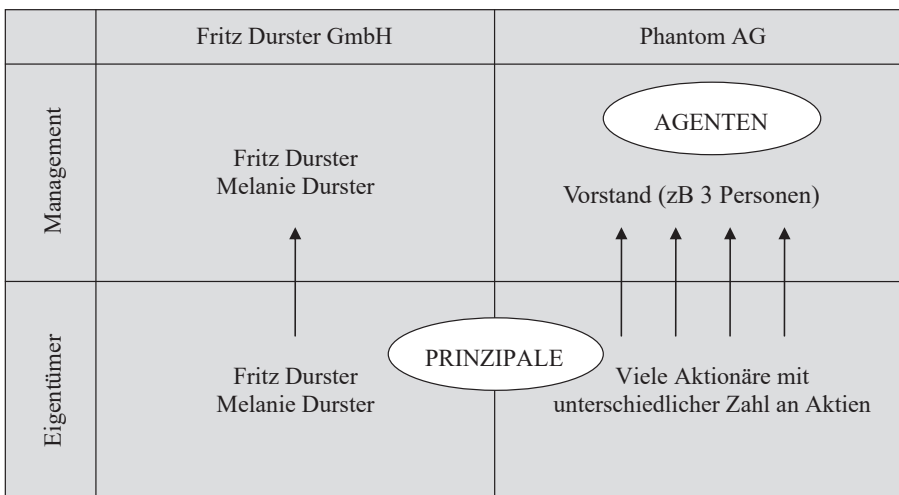 Fritz Durster GmbH
Phantom AG
Management
Fritz Durster
Melanie Durster
AGENTEN
Vorstand (zB 3 Personen)
Eigentümer
Fritz Durster
Melanie Durster
PRINZIPALE
Viele Aktionäre mit
unterschiedlicher Zahl an Aktien